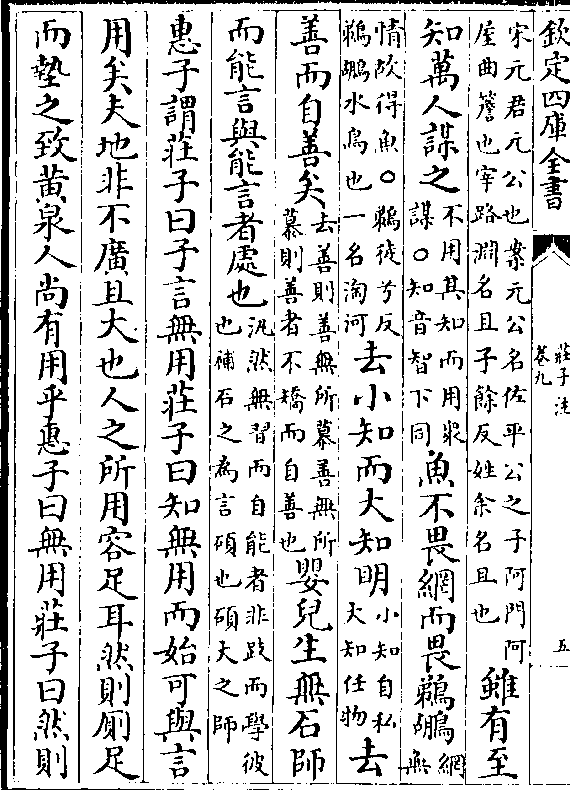 欽定四庫全書
莊子注
卷九
五
宋元君元公也案元公名佐平公之子阿門阿
屋曲簷也宰路淵名且子餘反姓余名且也
雖有至
知萬人謀之
不用其知而用衆
謀〇知音智下同
魚不畏網而畏鵜鶘
網無
情故得魚〇鵜徒兮反
鵜鶘水鳥也一名淘河
去小知而大知明
小知自私
大知任物
去
善而自善矣
去善則善無所慕善無所
慕則善者不矯而自善也
嬰兒生無石師
而能言與能言者處也
汎然無習而自能者非跂而學彼
也補石之為言碩也碩大之師
惠子謂莊子曰子言無用莊子曰知無用而始可與言
用矣夫地非不廣且大也人之所用容足耳然則厠足
而墊之致黃泉人尚有用乎惠子曰無用莊子曰然則